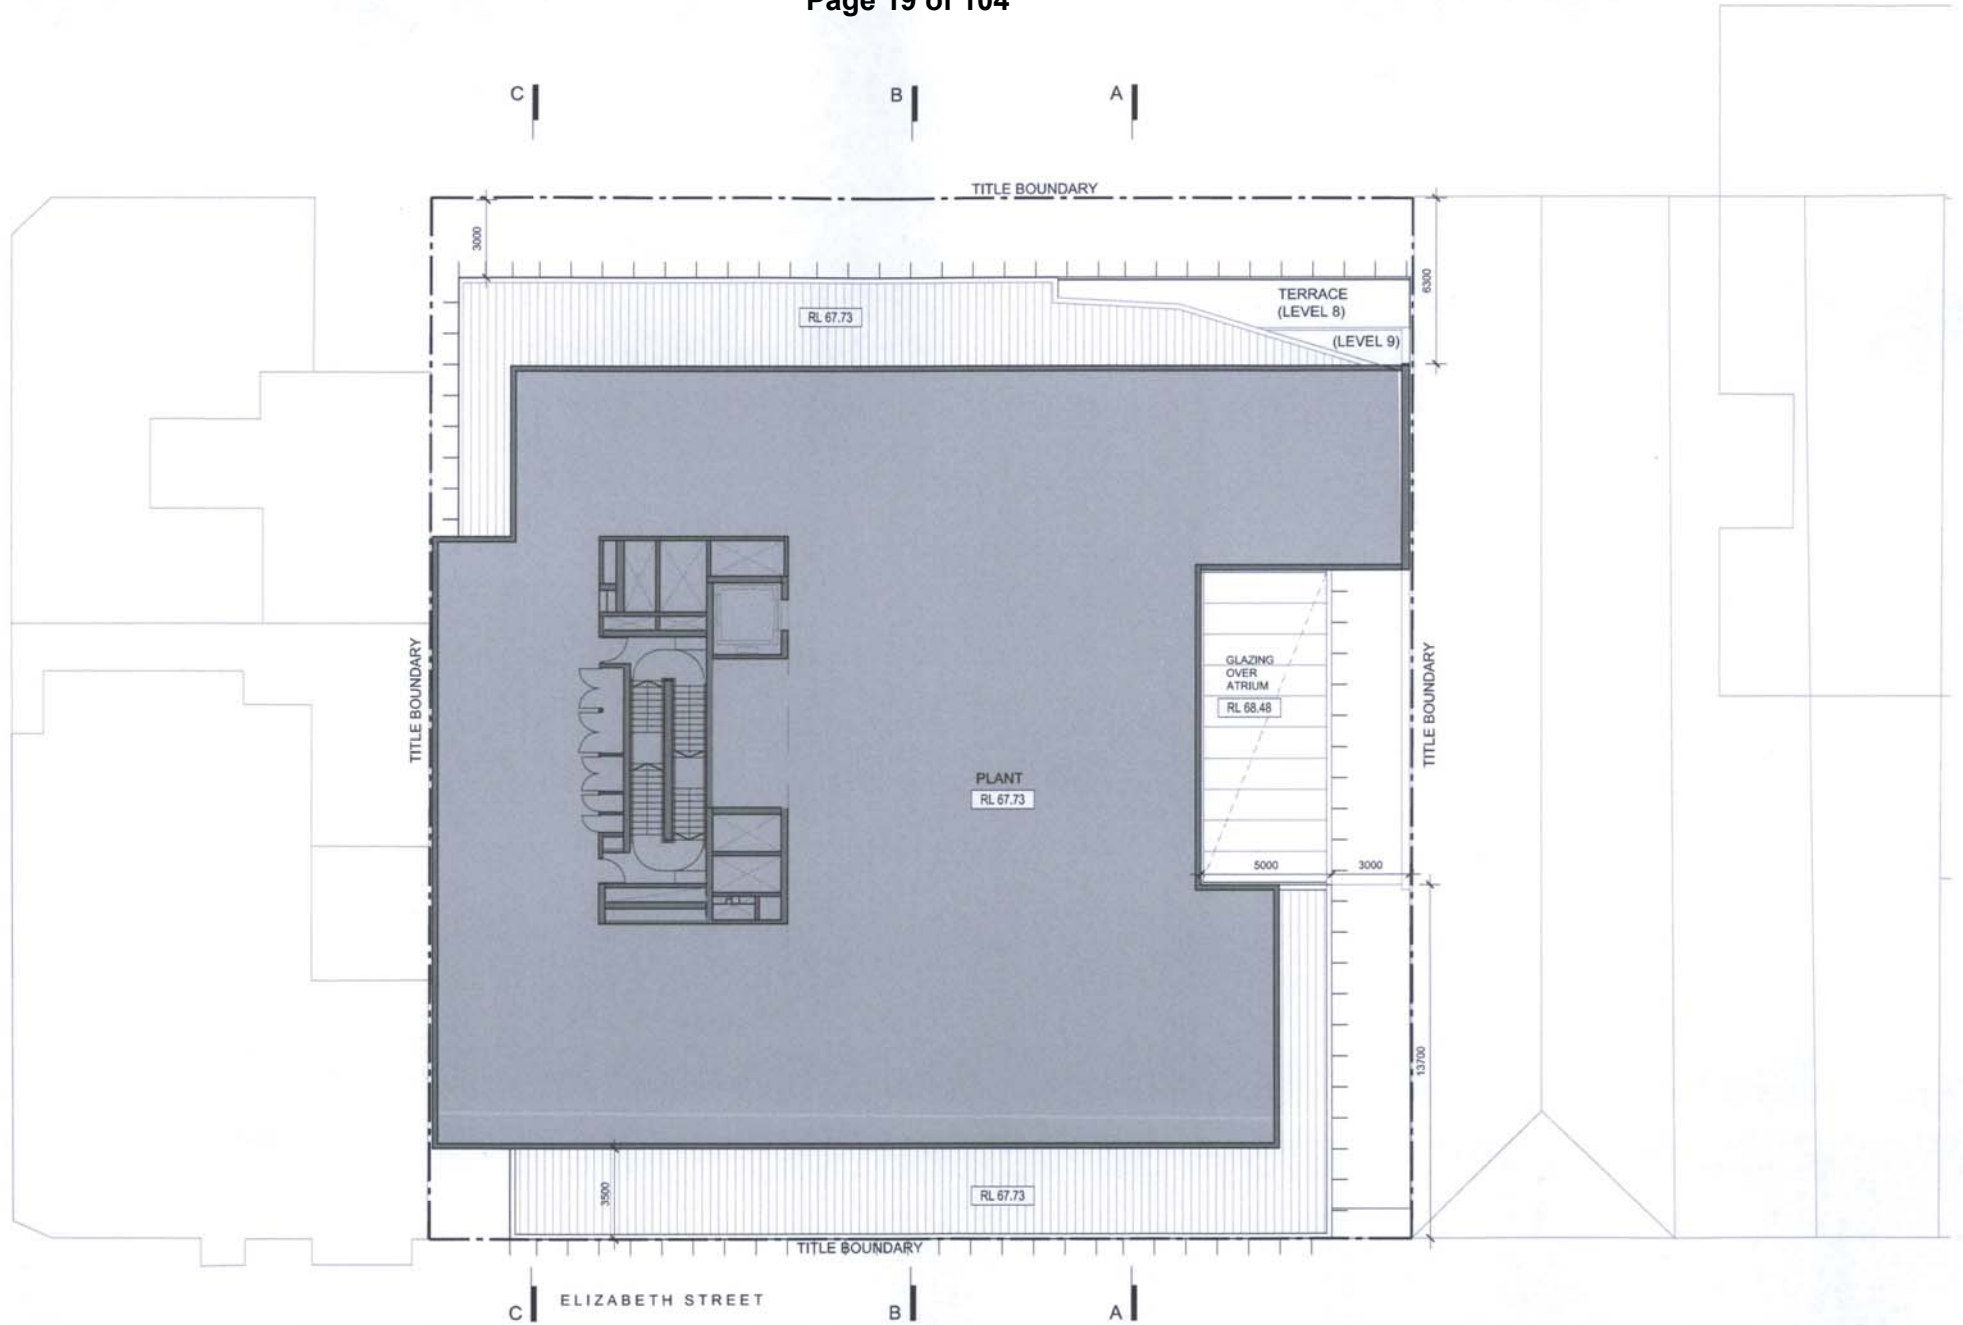 Page 19 of 104
C
B
A
TITLE BOUNDARY
3000
6300
TERRACE
(LEVEL 8)
RL 67.73
(LEVEL 9)
TITLE BOUNDARY
TITLE BOUNDARY
GLAZING
OVER
ATRIUM
RL 68.48
PLANT
RL 67.73
5000
3000
13700
3500
RL 67.73
TITLE BOUNDARY
ELIZABETH STREET
C
B
A